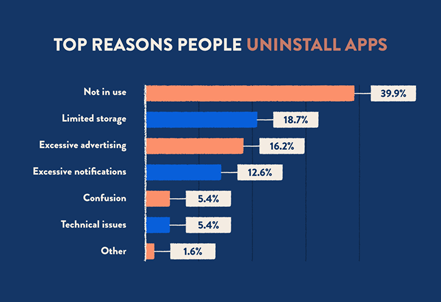 TOP REASONS PEOPLE UNINSTALL APPS
Not in use 39.9%
Limited storage 18.7%
Excessive advertising 16.2%
Excessive notifications 12.6%
Confusion 5.4%
Technical issues 5.4%
Other 1.6%